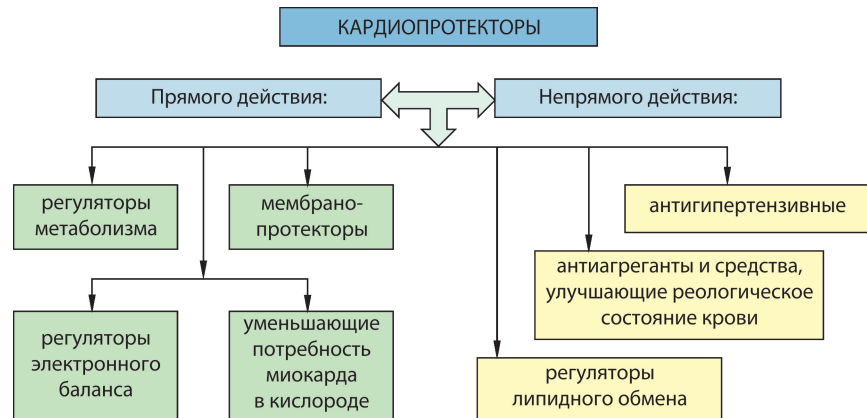 КАРДИОПРОТЕКТОРЫ
Прямого действия:
Непрямого действия:
регуляторы
метаболизма
мембрано-
протекторы
антигипертензивные
антиагреганты и средства,
улучшающие реологическое
состояние крови
регуляторы
электронного
баланса
уменьшающие
потребность
миокарда
в кислороде
регуляторы
липидного обмена